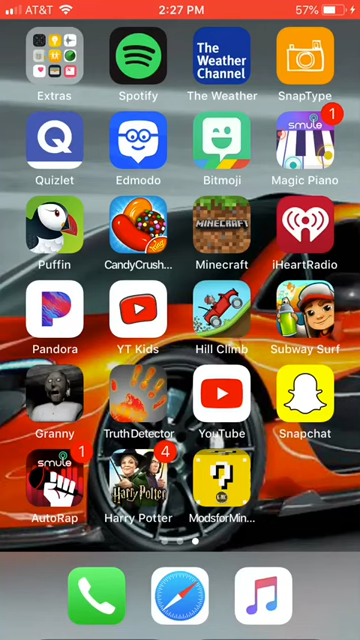 AT&T 2:27 PM 57%
The
Weather
Channel
Extras Spotify The Weather SnapType
smule 1
Quizlet Edmodo Bitmoji Magic Piano
MINECRAFT
Puffin CandyCrush... Minecraft iHeartRadio
Pandora YT Kids Hill Climb Subway Surf
Granny Truth Detector YouTube Snapchat
smule 1 Harry Potter 4 ?
AutoRap Harry Potter ModsforMin...